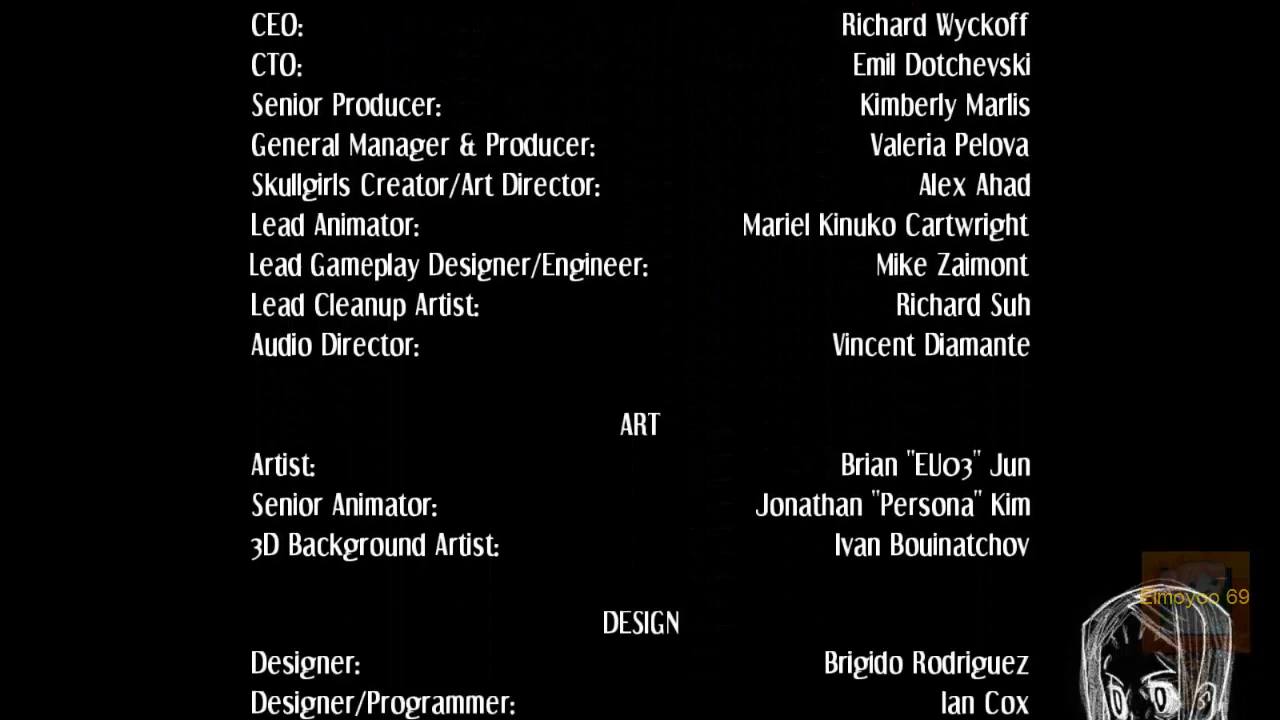 CEO: Richard Wyckoff
CTO: Emil Dotchevski
Senior Producer: Kimberly Marlis
General Manager & Producer: Valeria Pelova
Skullgirls Creator/Art Director: Alex Ahad
Lead Animator: Mariel Kinuko Cartwright
Lead Gameplay Designer/Engineer: Mike Zaimont
Lead Cleanup Artist: Richard Suh
Audio Director: Vincent Diamante
ART
Artist: Brian "EU03" Jun
Senior Animator: Jonathan "Persona" Kim
3D Background Artist: Ivan Bouinatchov
Elmoyoo 69
DESIGN
Designer: Brigido Rodriguez
Designer/Programmer: Ian Cox